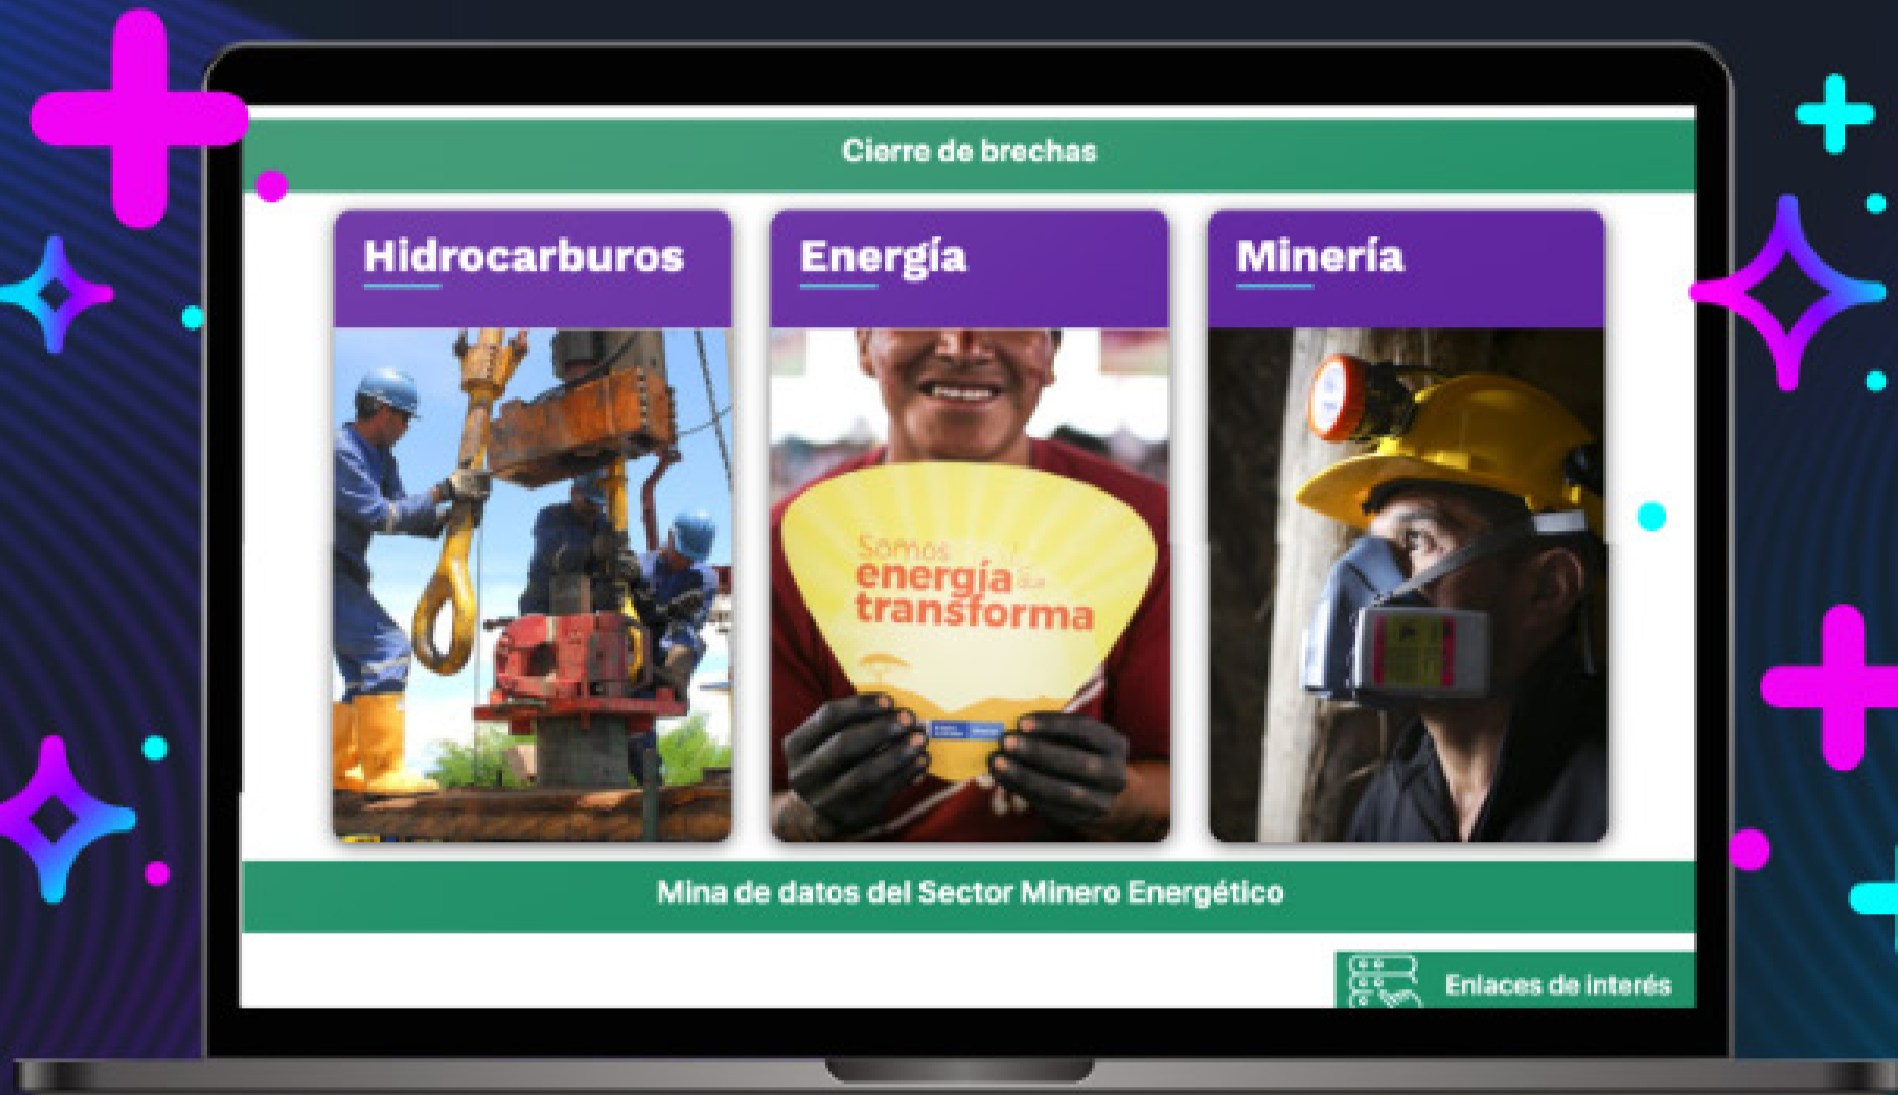 Cierre de brechas
Hidrocarburos
Energía
Minería
Somos
energía que
transforma
Mina de datos del Sector Minero Energético
Enlaces de interés